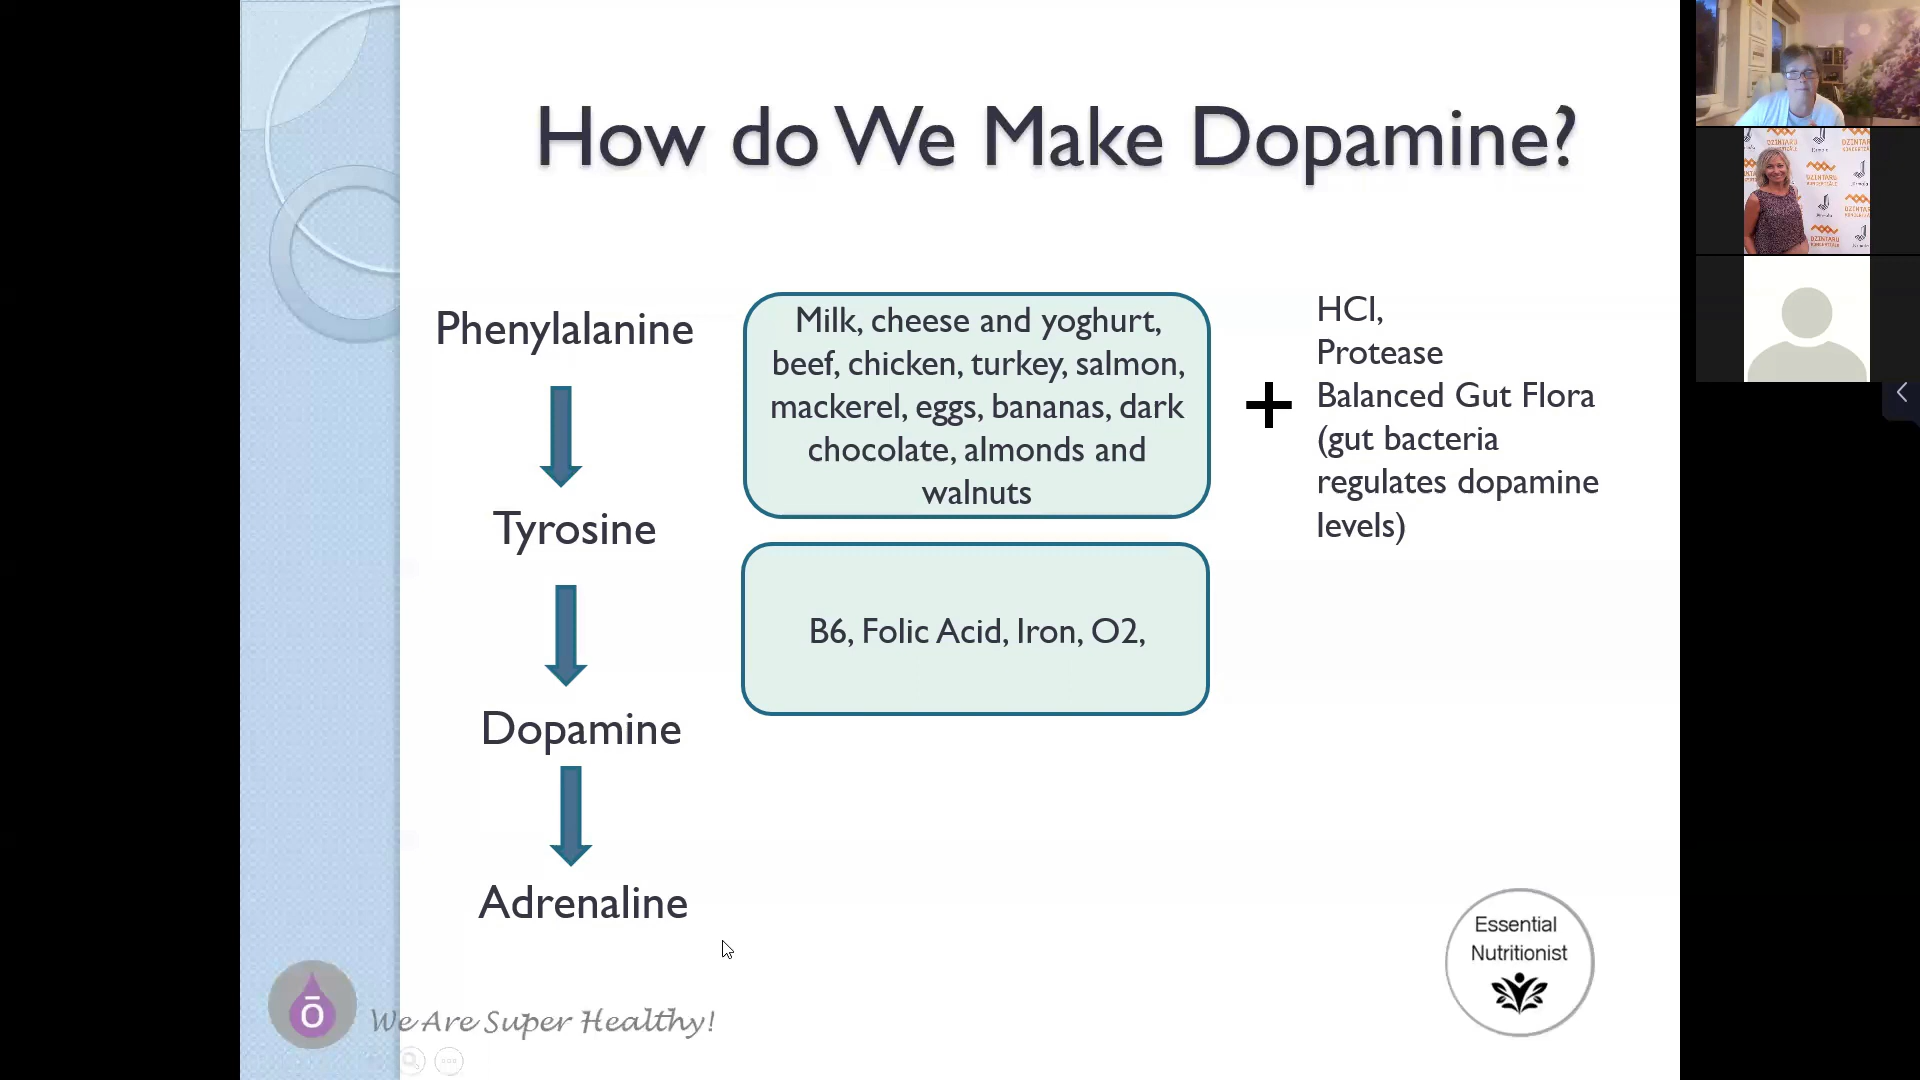 How do We Make Dopamine?
Phenylalanine
Milk, cheese and yoghurt,
beef, chicken, turkey, salmon,
mackerel, eggs, bananas, dark
chocolate, almonds and
walnuts
+
HCl,
Protease
Balanced Gut Flora
(gut bacteria
regulates dopamine
levels)
Tyrosine
B6, Folic Acid, Iron, O2,
Dopamine
Adrenaline
Essential
Nutritionist
ō
We Are Super Healthy!
DZINTARU
KONCERTZĀLE